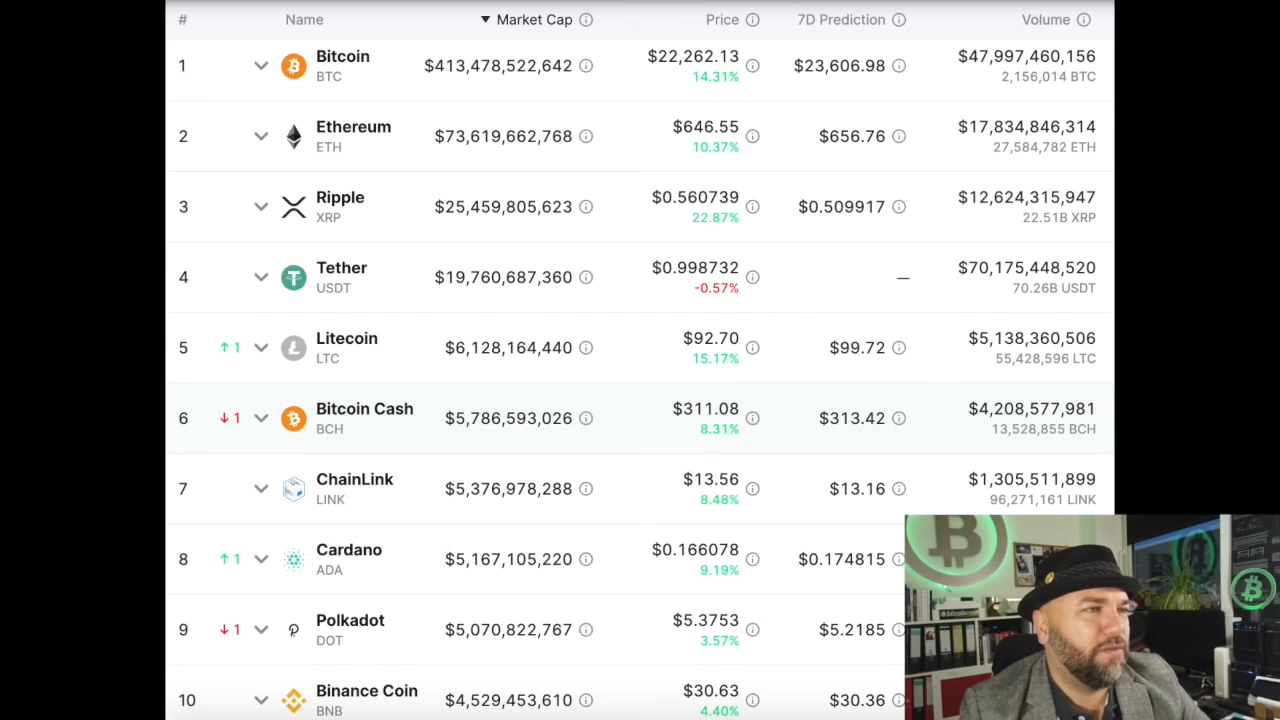 # Name ▼ Market Cap Price 7D Prediction Volume
1 Bitcoin $413,478,522,642 $22,262.13 $23,606.98 $47,997,460,156
BTC 14.31% 2,156,014 BTC
2 Ethereum $73,619,662,768 $646.55 $656.76 $17,834,846,314
ETH 10.37% 27,584,782 ETH
3 Ripple $25,459,805,623 $0.560739 $0.509917 $12,624,315,947
XRP 22.87% 22.51B XRP
4 Tether $19,760,687,360 $0.998732 — $70,175,448,520
USDT -0.57% 70.26B USDT
5 ↑ 1 Litecoin $6,128,164,440 $92.70 $99.72 $5,138,360,506
LTC 15.17% 55,428,596 LTC
6 ↓ 1 Bitcoin Cash $5,786,593,026 $311.08 $313.42 $4,208,577,981
BCH 8.31% 13,528,855 BCH
7 ChainLink $5,376,978,288 $13.56 $13.16 $1,305,511,899
LINK 8.48% 96,271,161 LINK
8 ↑ 1 Cardano $5,167,105,220 $0.166078 $0.174815
ADA 9.19%
9 ↓ 1 Polkadot $5,070,822,767 $5.3753 $5.2185
DOT 3.57%
10 Binance Coin $4,529,453,610 $30.63 $30.36
BNB 4.40%